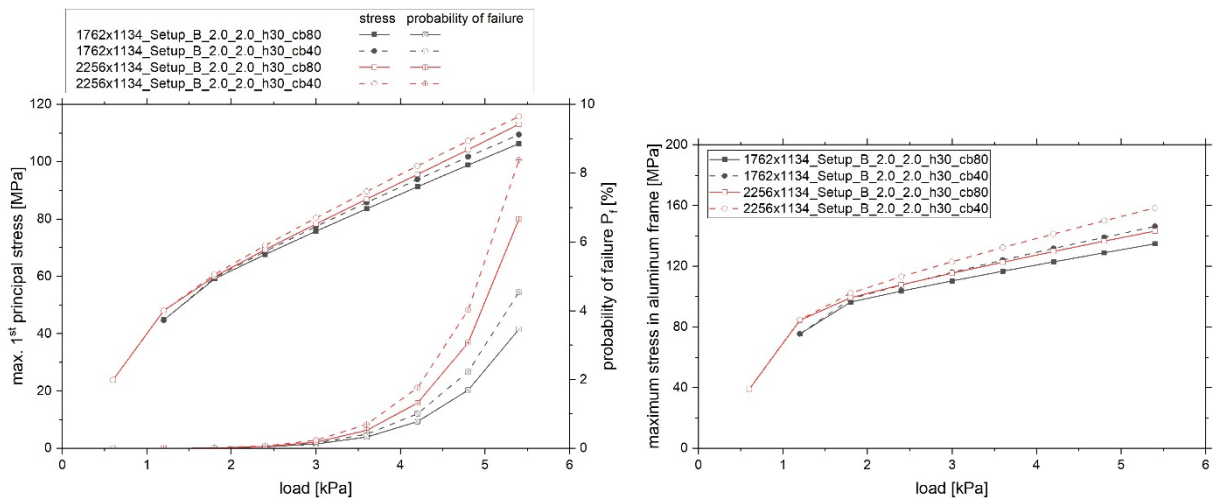 stress probability of failure
1762x1134_Setup_B_2.0_2.0_h30_cb80
1762x1134_Setup_B_2.0_2.0_h30_cb40
2256x1134_Setup_B_2.0_2.0_h30_cb80
2256x1134_Setup_B_2.0_2.0_h30_cb40
max. 1st principal stress [MPa]
120
100
80
60
40
20
0
0 1 2 3 4 5 6
load [kPa]
10
8
6
4
2
0
probability of failure Pf [%]
maximum stress in aluminum frame [MPa]
200
160
120
80
40
0
1762x1134_Setup_B_2.0_2.0_h30_cb80
1762x1134_Setup_B_2.0_2.0_h30_cb40
2256x1134_Setup_B_2.0_2.0_h30_cb80
2256x1134_Setup_B_2.0_2.0_h30_cb40
0 1 2 3 4 5 6
load [kPa]